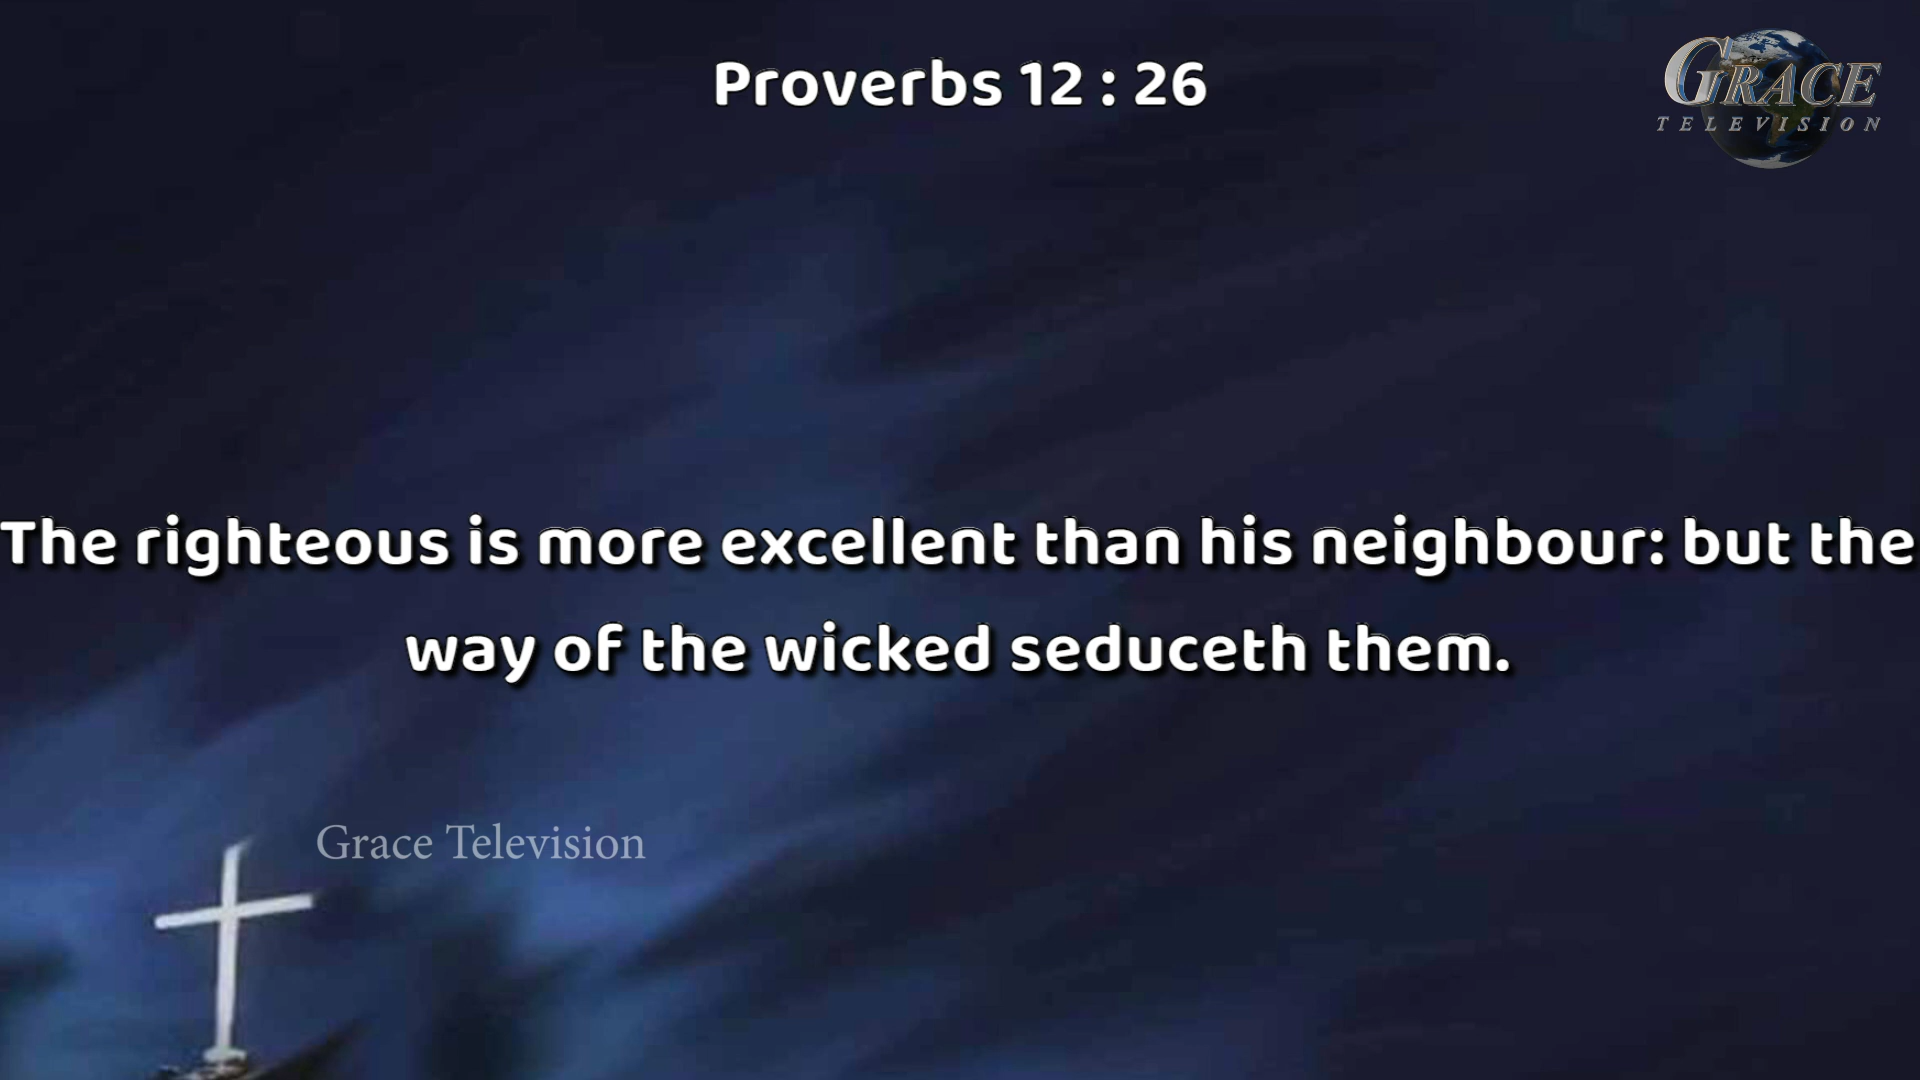 Proverbs 12 : 26
GRACE
TELEVISION
The righteous is more excellent than his neighbour: but the
way of the wicked seduceth them.
Grace Television